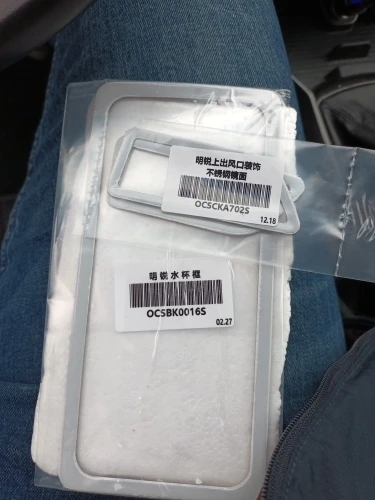 明锐上出风口装饰
不锈钢镜面
OCSCKA702S
12.18
明锐水杯框
OCSBK0016S
02.27